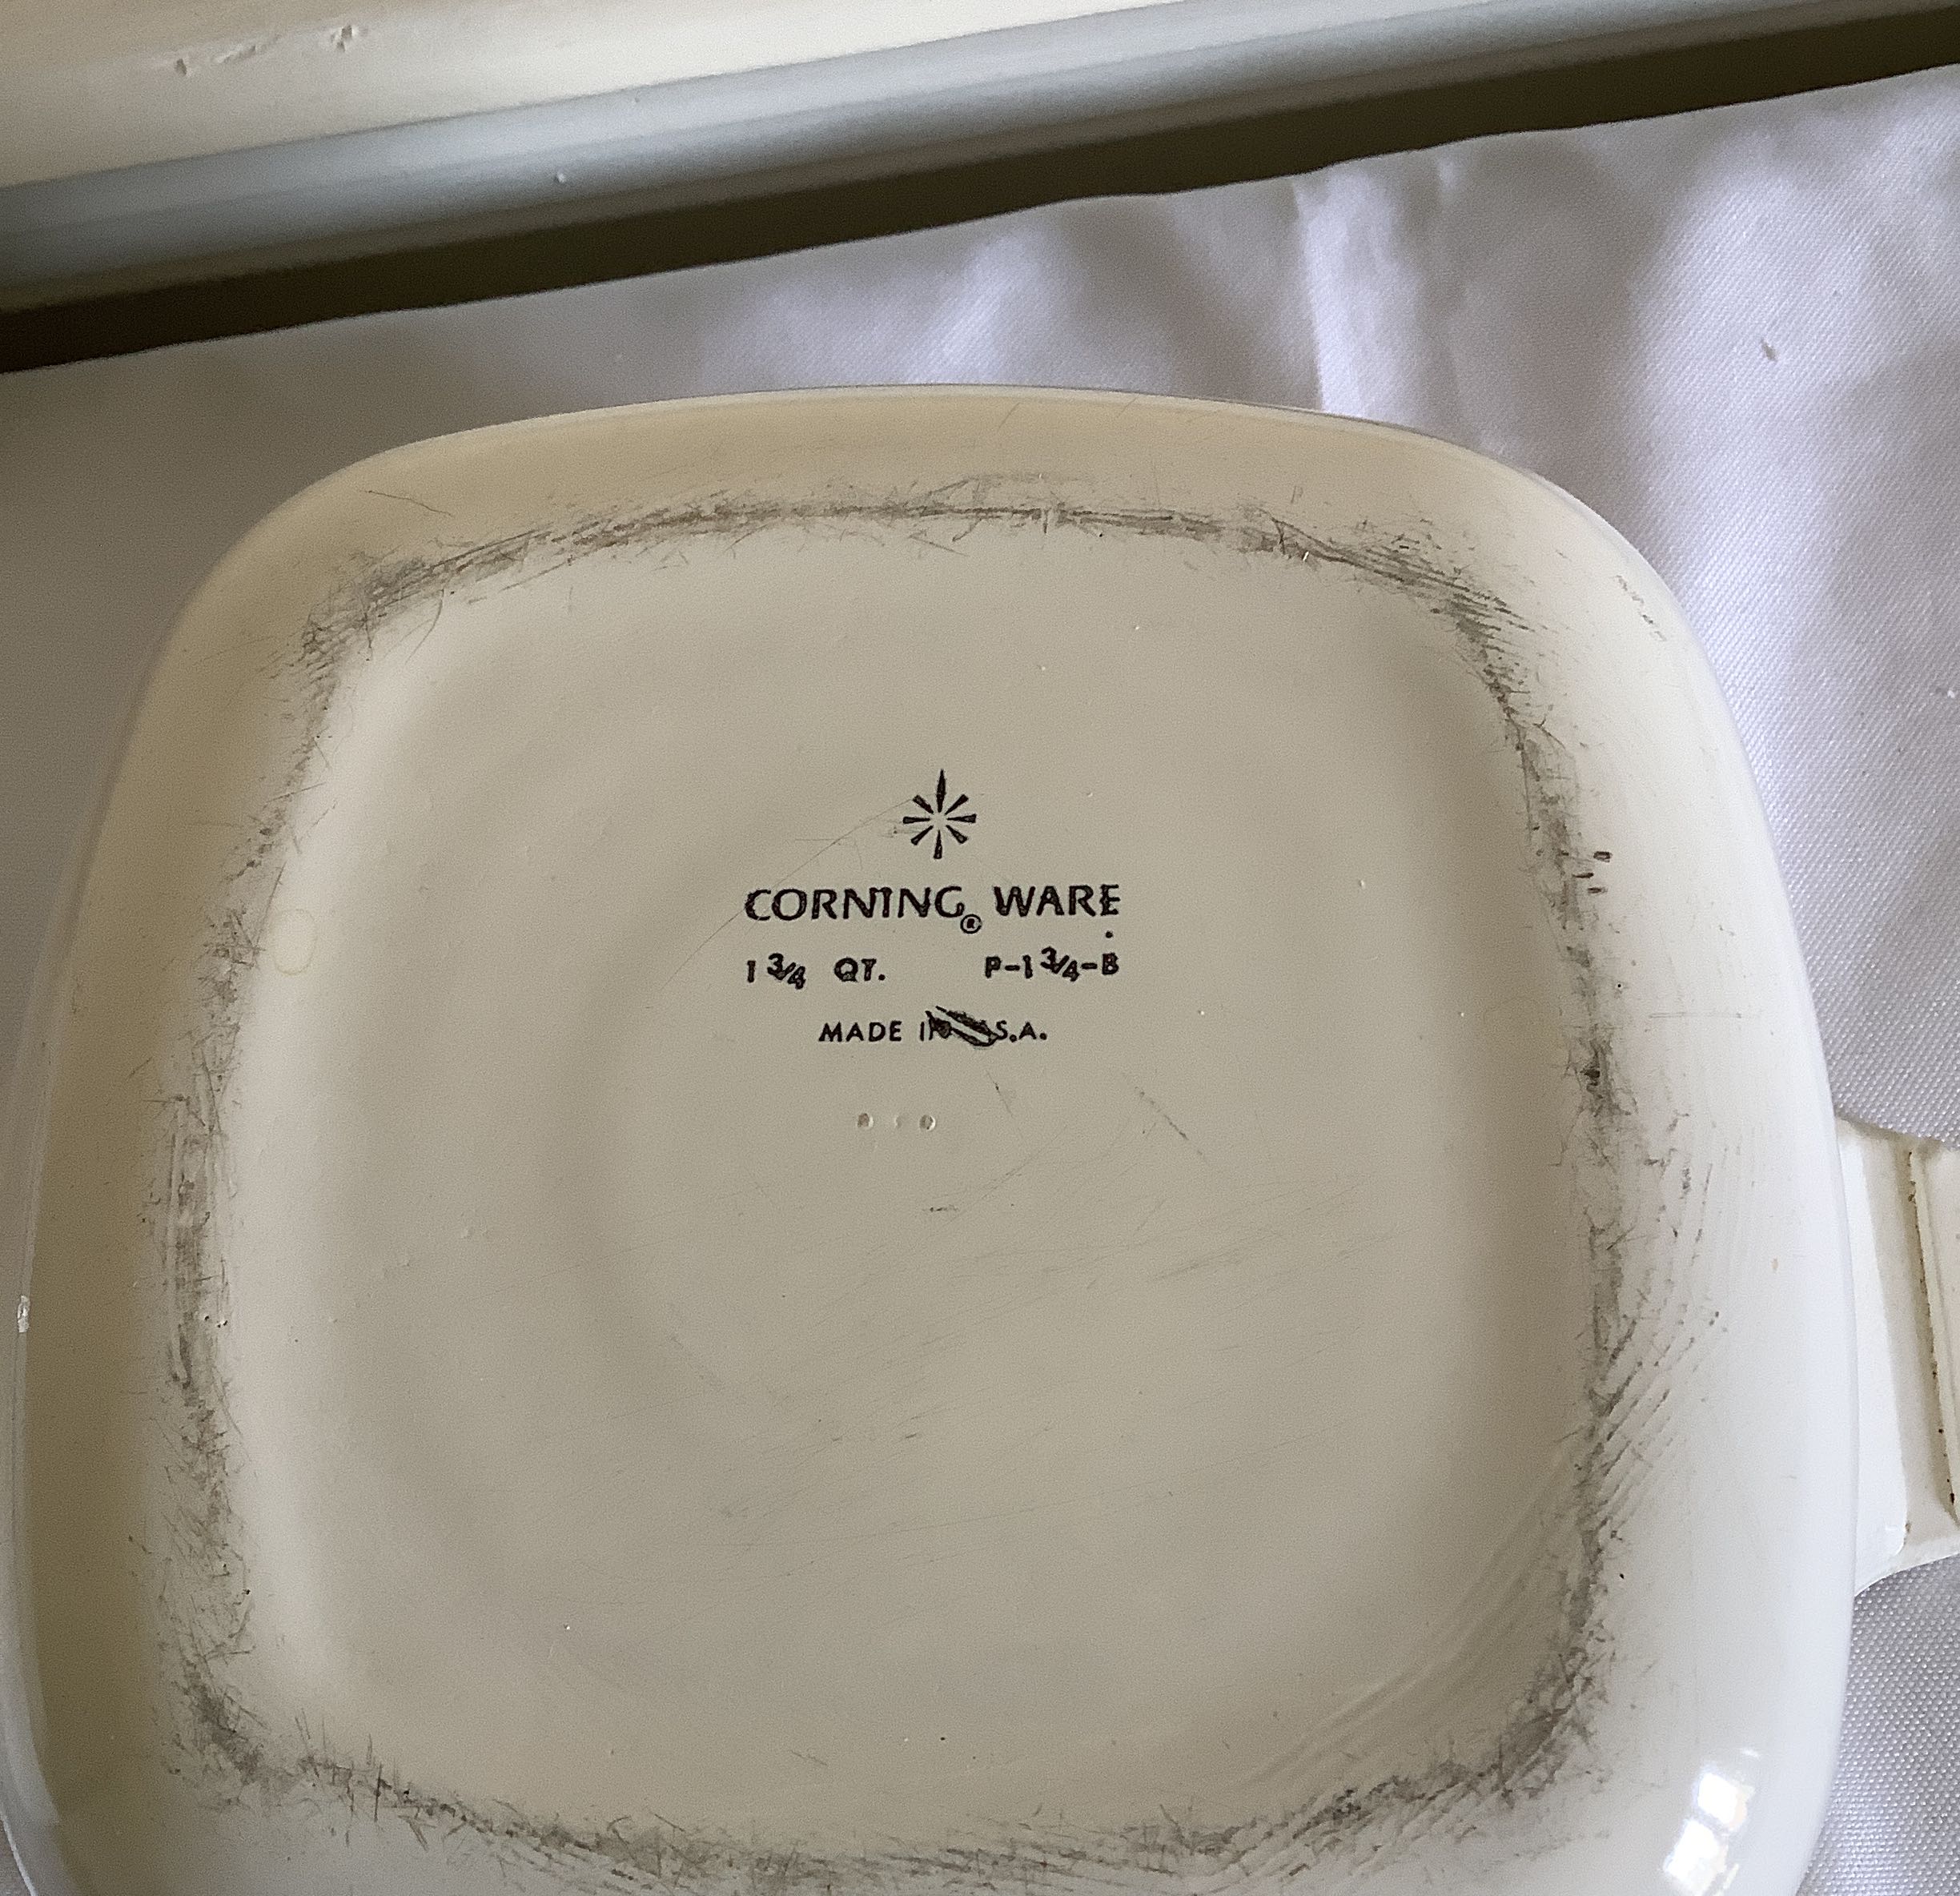 CORNING® WARE
1 3/4 QT. P-1 3/4-B
MADE S.A.